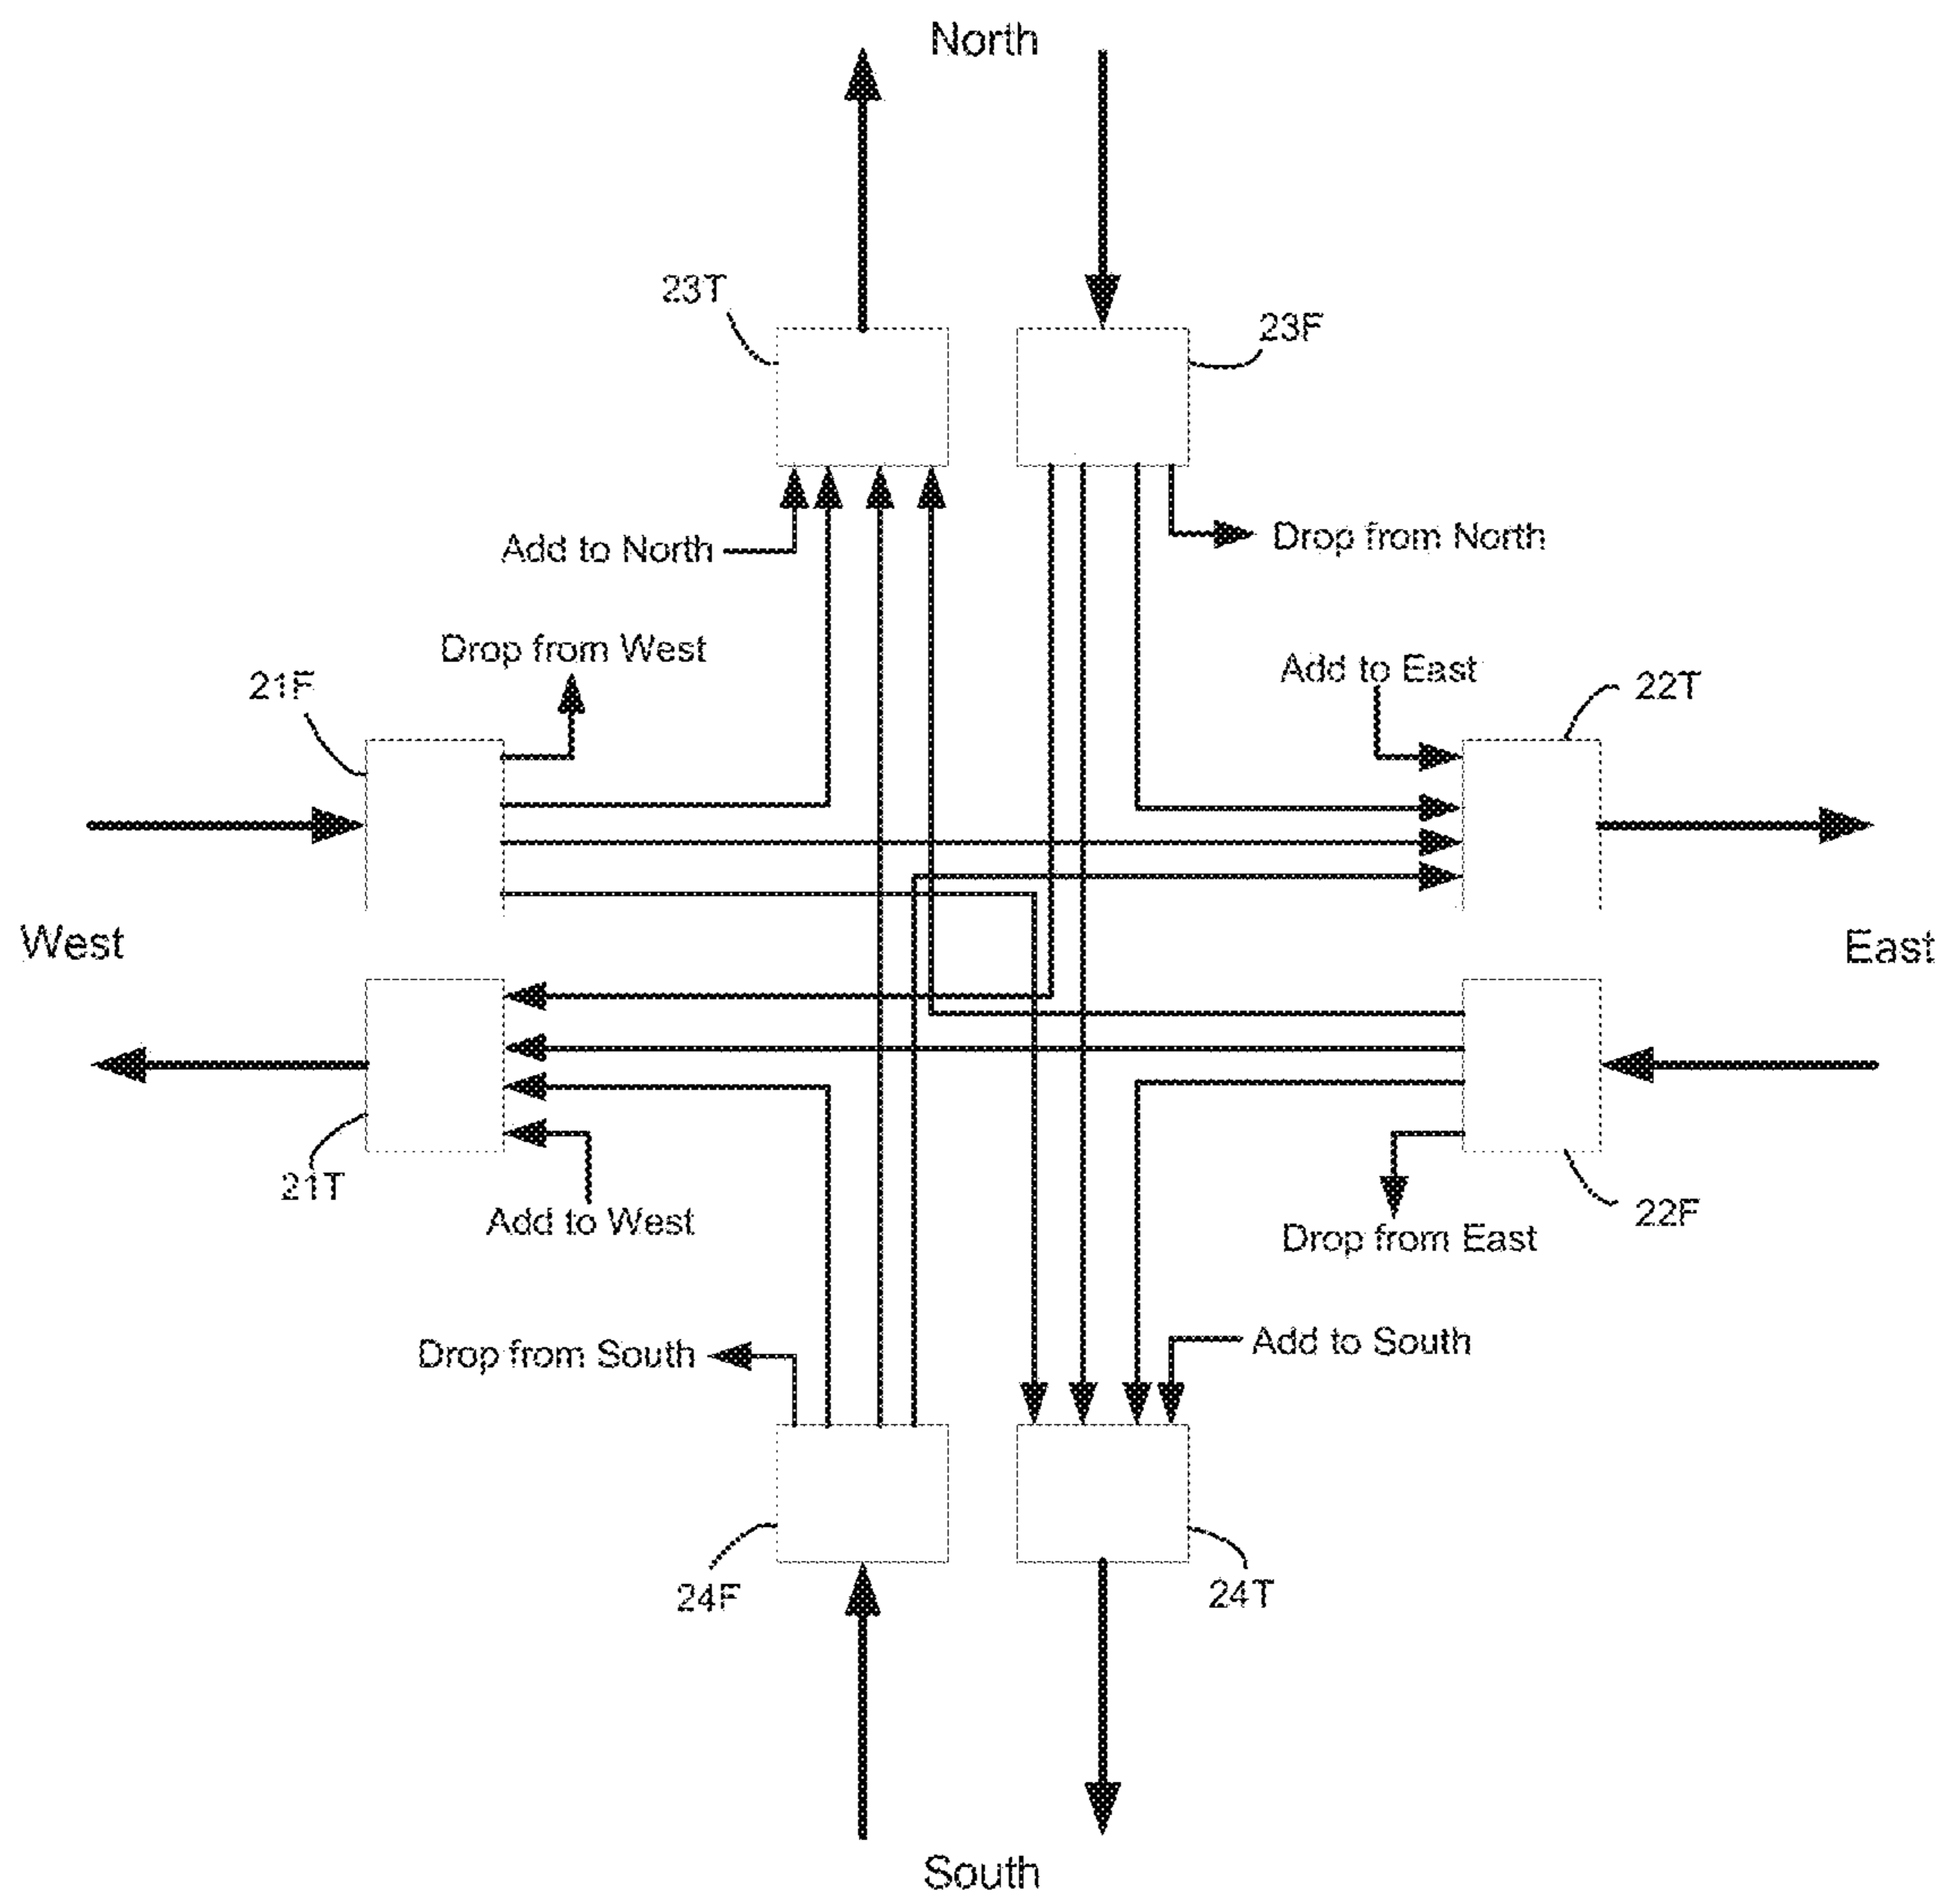 North
23T
23F
Add to North
Drop from North
Drop from West
Add to East
21F
22T
West
East
21T
Add to West
22F
Drop from East
Drop from South
Add to South
24F
24T
South